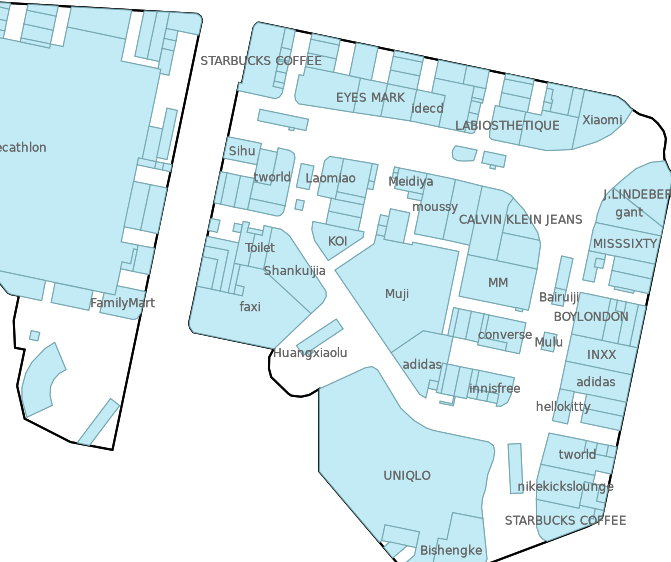 STARBUCKS COFFEE
EYES MARK
idecd
LABIOSTHETIQUE
Xiaomi
ecathlon
Sihu
tworld
Laomiao
Meidiya
moussy
CALVIN KLEIN JEANS
J.LINDEBER
gant
MISSSIXTY
KOI
Toilet
Shankuijia
MM
Muji
Bairuiji
FamilyMart
faxi
BOYLONDON
converse
Mulu
Huangxiaolu
INXX
adidas
adidas
innisfree
hellokitty
tworld
UNIQLO
nikekickslounge
STARBUCKS COFFEE
Bishengke